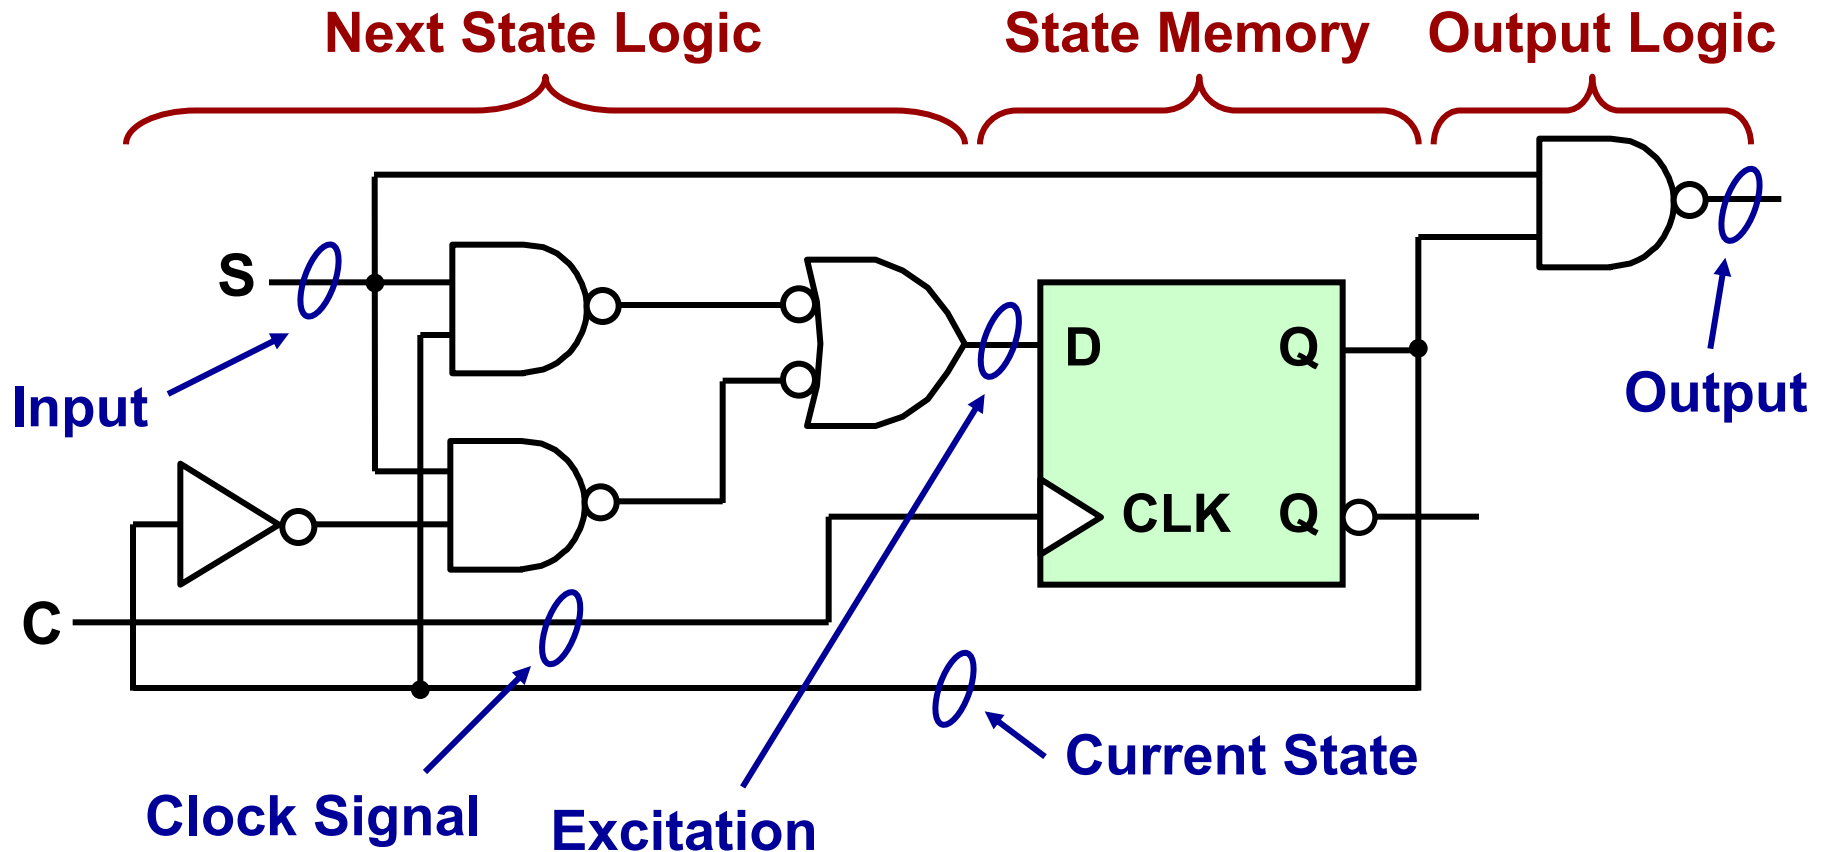 Next State Logic
State Memory
Output Logic
S
Input
D
Q
Output
CLK
Q
C
Current State
Clock Signal
Excitation